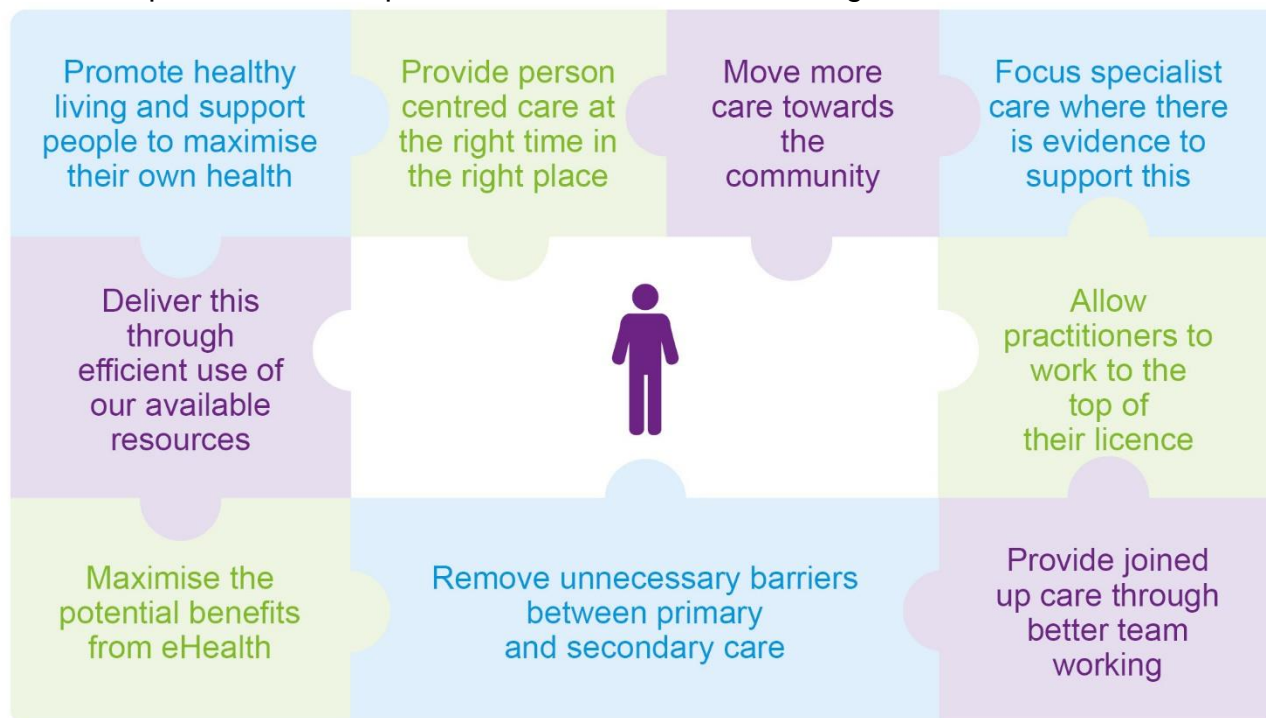 Promote healthy
living and support
people to maximise
their own health
Provide person
centred care at
the right time in
the right place
Move more
care towards
the
community
Focus specialist
care where there
is evidence to
support this
Deliver this
through
efficient use of
our available
resources
Allow
practitioners to
work to the
top of
their licence
Maximise the
potential benefits
from eHealth
Remove unnecessary barriers
between primary
and secondary care
Provide joined
up care through
better team
working